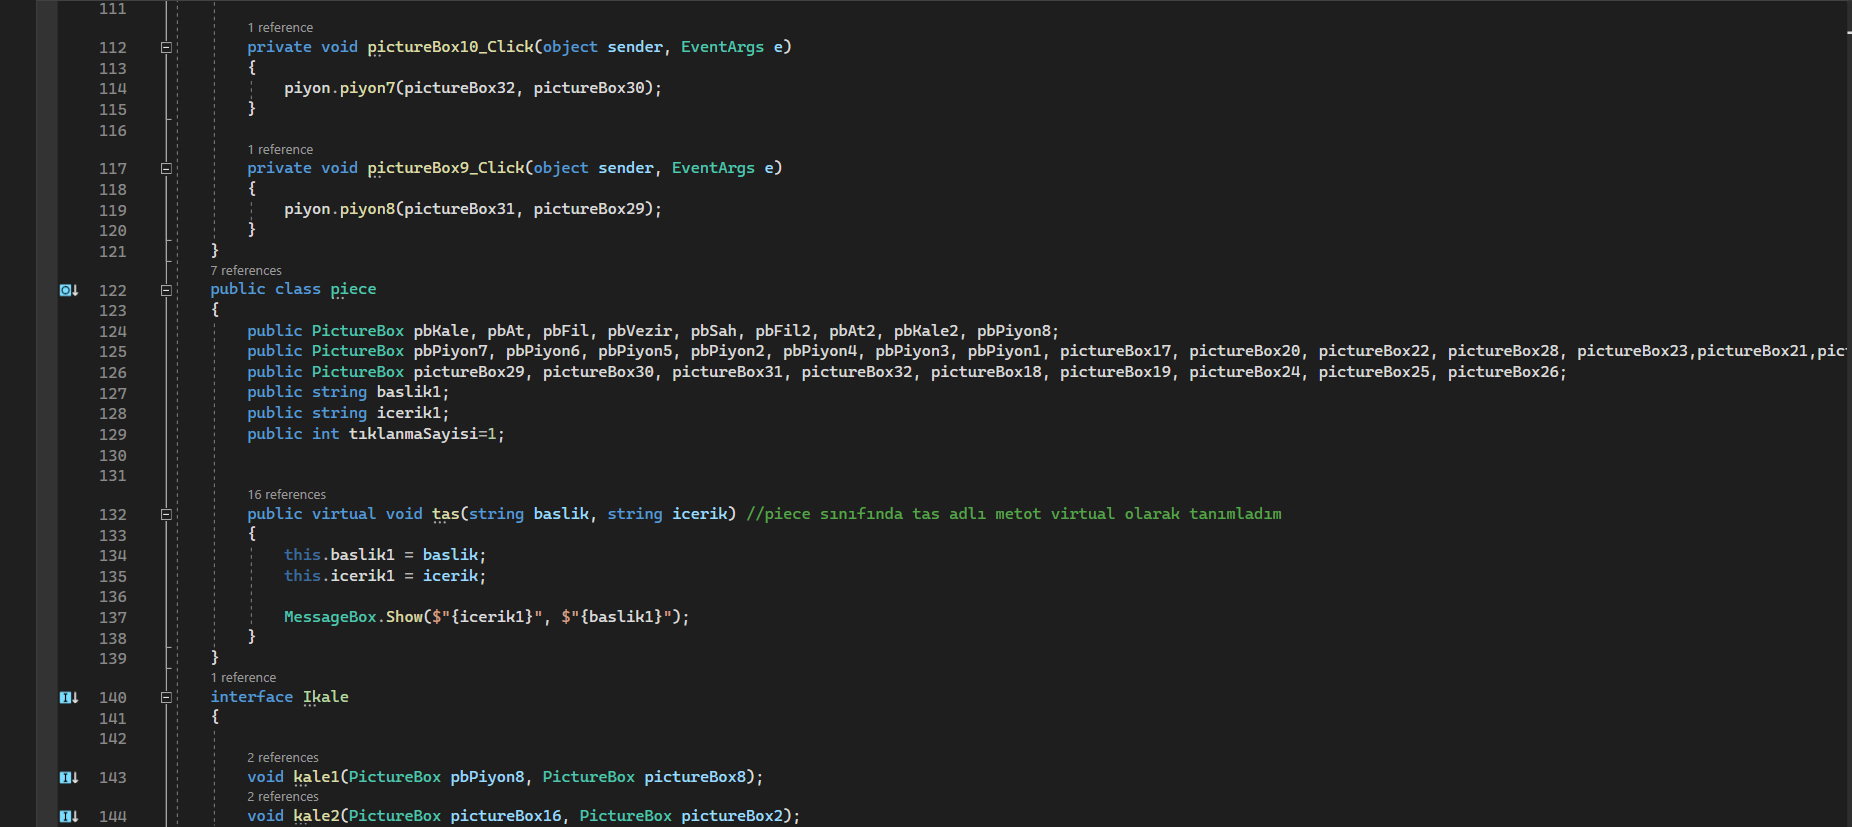 111
1 reference
112 private void pictureBox10_Click(object sender, EventArgs e)
113 {
114 piyon.piyon7(pictureBox32, pictureBox30);
115 }
116
1 reference
117 private void pictureBox9_Click(object sender, EventArgs e)
118 {
119 piyon.piyon8(pictureBox31, pictureBox29);
120 }
121 }
7 references
122 public class piece
123 {
124 public PictureBox pbKale, pbAt, pbFil, pbVezir, pbSah, pbFil2, pbAt2, pbKale2, pbPiyon8;
125 public PictureBox pbPiyon7, pbPiyon6, pbPiyon5, pbPiyon2, pbPiyon4, pbPiyon3, pbPiyon1, pictureBox17, pictureBox20, pictureBox22, pictureBox28, pictureBox23,pictureBox21,pic
126 public PictureBox pictureBox29, pictureBox30, pictureBox31, pictureBox32, pictureBox18, pictureBox19, pictureBox24, pictureBox25, pictureBox26;
127 public string baslik1;
128 public string icerik1;
129 public int tıklanmaSayisi=1;
130
131
16 references
132 public virtual void tas(string baslik, string icerik) //piece sınıfında tas adlı metot virtual olarak tanımladım
133 {
134 this.baslik1 = baslik;
135 this.icerik1 = icerik;
136
137 MessageBox.Show($"{icerik1}", $"{baslik1}");
138 }
139 }
1 reference
140 interface Ikale
141 {
142
2 references
143 void kale1(PictureBox pbPiyon8, PictureBox pictureBox8);
2 references
144 void kale2(PictureBox pictureBox16, PictureBox pictureBox2);